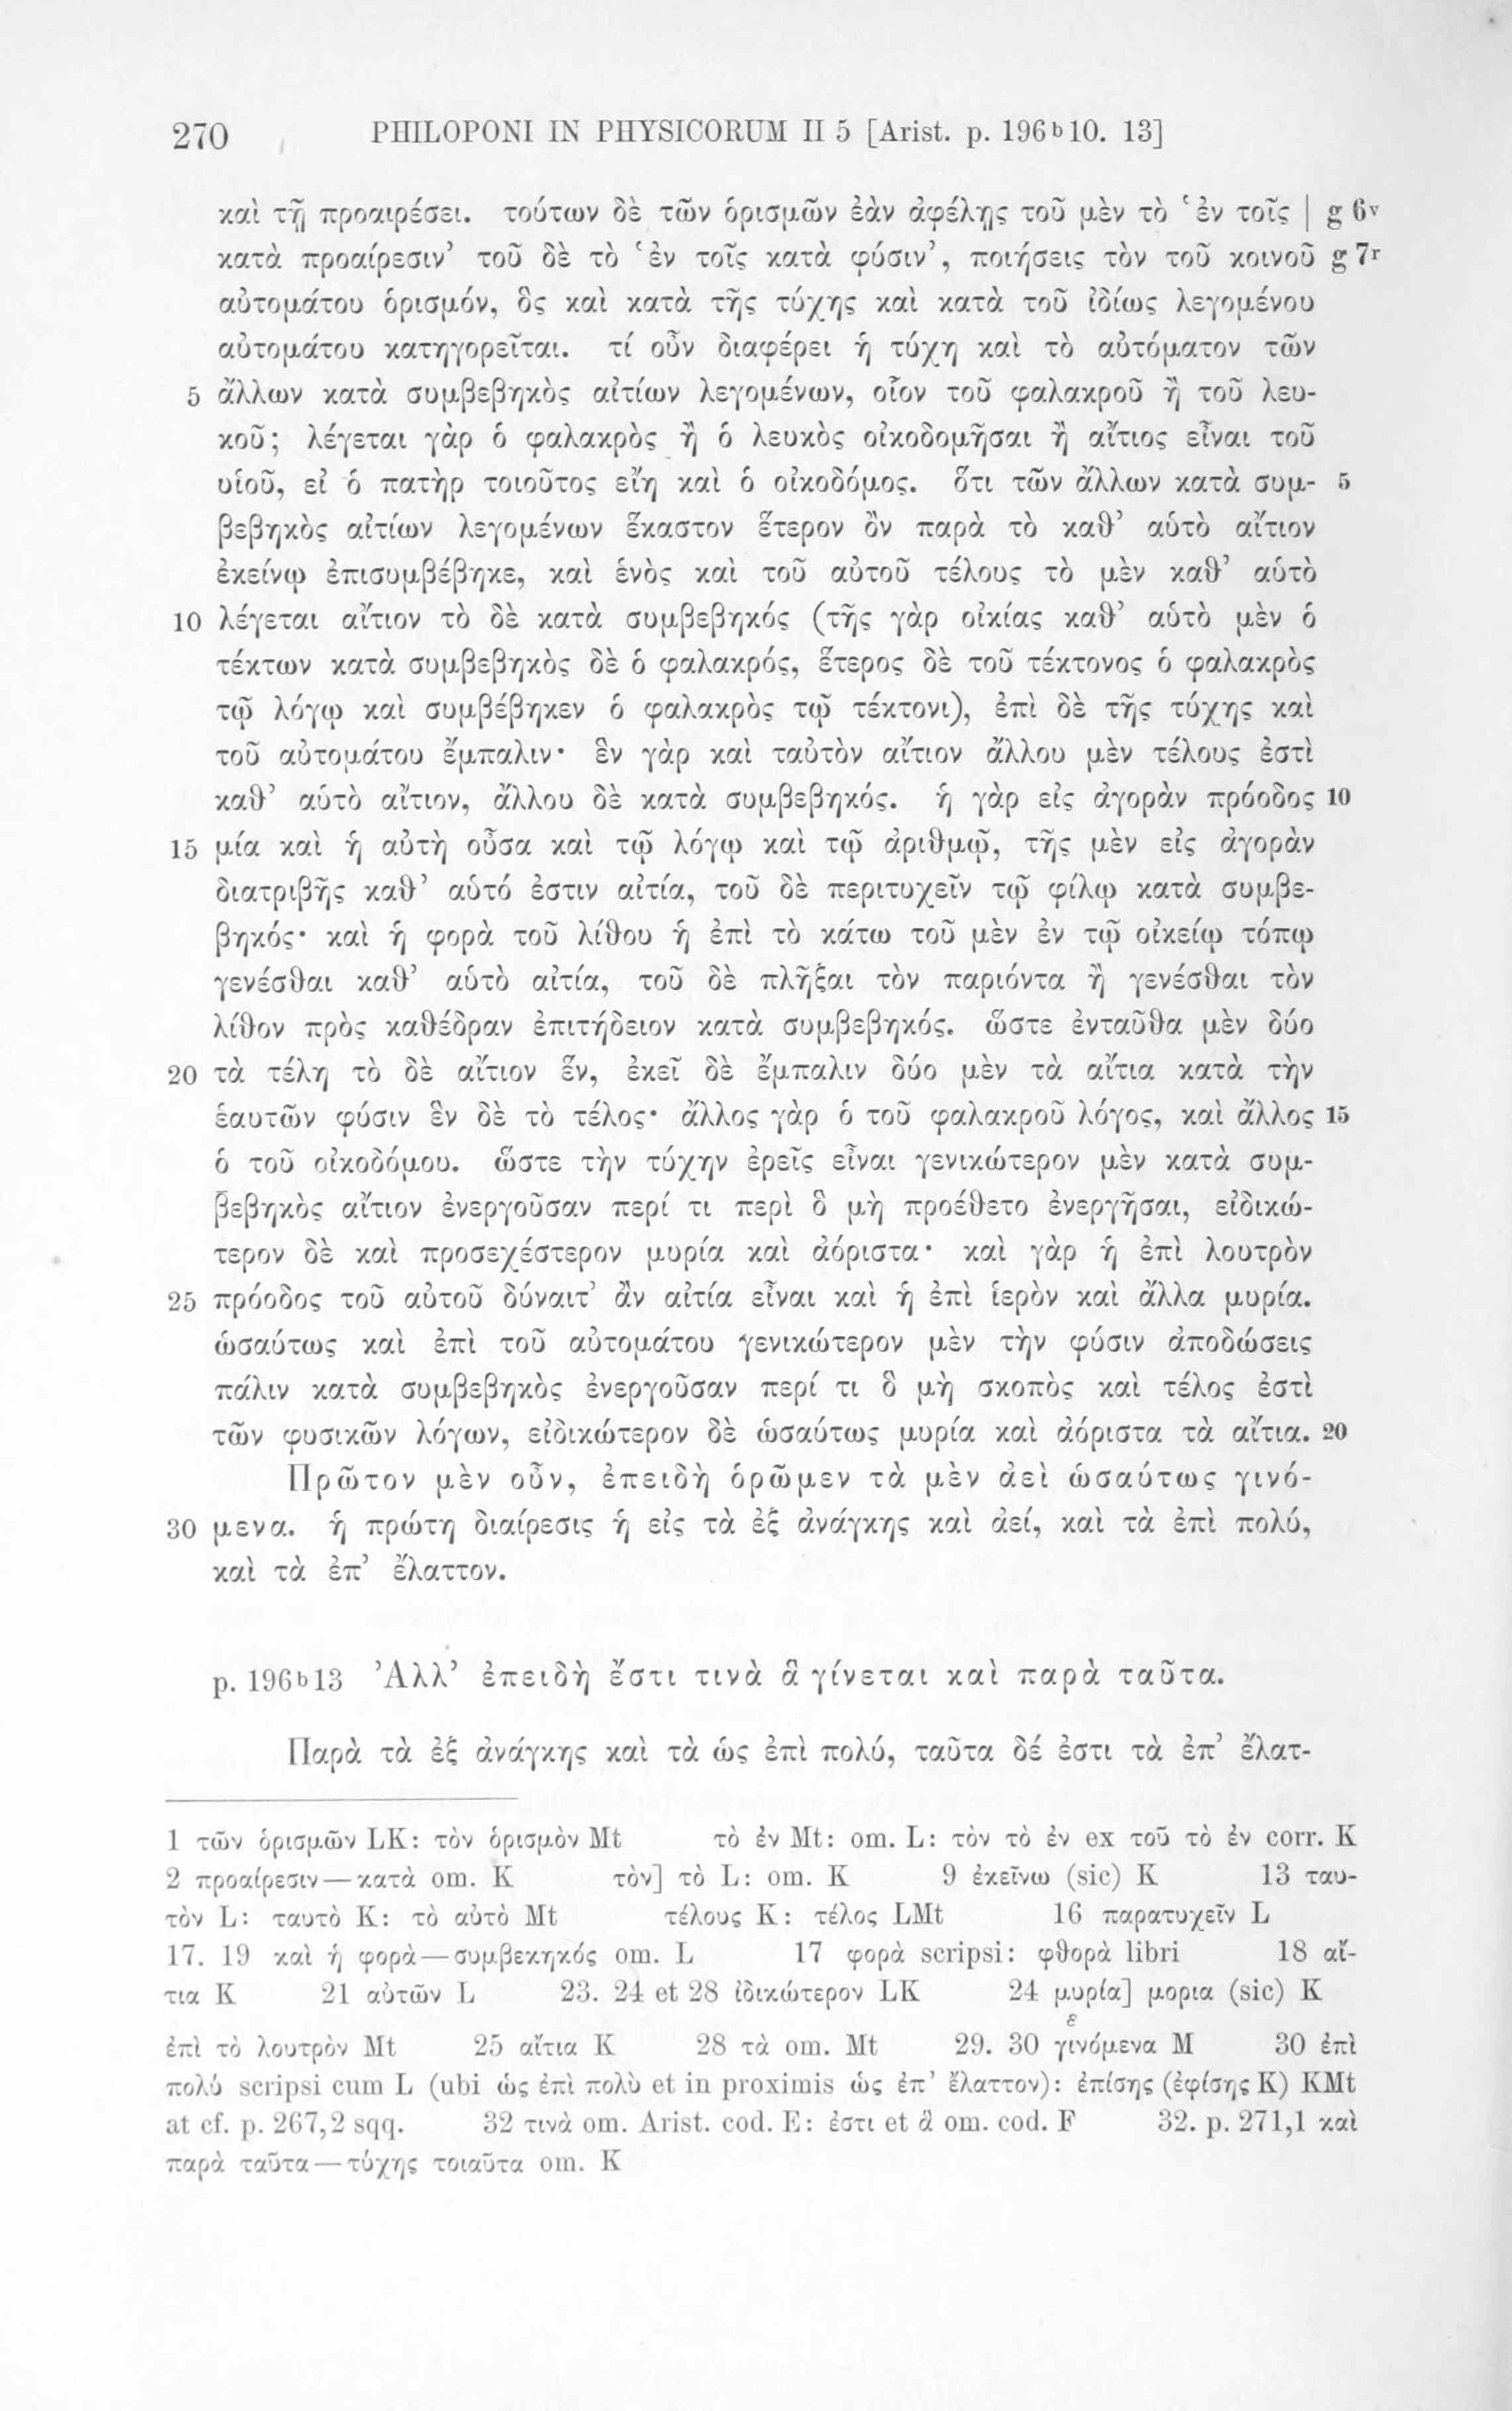 270 PHILOPONI IN PHYSICORUM II 5 [Arist. p. 196ᵇ10. 13]
καὶ τῇ προαιρέσει. τούτων δὲ τῶν ὁρισμῶν ἐὰν ἀφέλῃς τοῦ μὲν τὸ ‘ἐν τοῖς | g 6ᵛ
κατὰ προαίρεσιν’ τοῦ δὲ τὸ ‘ἐν τοῖς κατὰ φύσιν’, ποιήσεις τὸν τοῦ κοινοῦ g 7ʳ
αὐτομάτου ὁρισμόν, ὃς καὶ κατὰ τῆς τύχης καὶ κατὰ τοῦ ἰδίως λεγομένου
αὐτομάτου κατηγορεῖται. τί οὖν διαφέρει ἡ τύχη καὶ τὸ αὐτόματον τῶν
5 ἄλλων κατὰ συμβεβηκὸς αἰτίων λεγομένων, οἷον τοῦ φαλακροῦ ἢ τοῦ λευ-
κοῦ; λέγεται γὰρ ὁ φαλακρὸς ἢ ὁ λευκὸς οἰκοδομῆσαι ἢ αἴτιος εἶναι τοῦ
υἱοῦ, εἰ ὁ πατὴρ τοιοῦτος εἴη καὶ ὁ οἰκοδόμος. ὅτι τῶν ἄλλων κατὰ συμ- 5
βεβηκὸς αἰτίων λεγομένων ἕκαστον ἕτερον ὂν παρὰ τὸ καθ’ αὑτὸ αἴτιον
ἐκείνῳ ἐπισυμβέβηκε, καὶ ἑνὸς καὶ τοῦ αὐτοῦ τέλους τὸ μὲν καθ’ αὑτὸ
10 λέγεται αἴτιον τὸ δὲ κατὰ συμβεβηκός (τῆς γὰρ οἰκίας καθ’ αὑτὸ μὲν ὁ
τέκτων κατὰ συμβεβηκὸς δὲ ὁ φαλακρός, ἕτερος δὲ τοῦ τέκτονος ὁ φαλακρὸς
τῷ λόγῳ καὶ συμβέβηκεν ὁ φαλακρὸς τῷ τέκτονι), ἐπὶ δὲ τῆς τύχης καὶ
τοῦ αὐτομάτου ἔμπαλιν· ἓν γὰρ καὶ ταὐτὸν αἴτιον ἄλλου μὲν τέλους ἐστὶ
καθ’ αὑτὸ αἴτιον, ἄλλου δὲ κατὰ συμβεβηκός. ἡ γὰρ εἰς ἀγορὰν πρόοδος 10
15 μία καὶ ἡ αὐτὴ οὖσα καὶ τῷ λόγῳ καὶ τῷ ἀριθμῷ, τῆς μὲν εἰς ἀγορὰν
διατριβῆς καθ’ αὑτό ἐστιν αἰτία, τοῦ δὲ περιτυχεῖν τῷ φίλῳ κατὰ συμβε-
βηκός· καὶ ἡ φορὰ τοῦ λίθου ἡ ἐπὶ τὸ κάτω τοῦ μὲν ἐν τῷ οἰκείῳ τόπῳ
γενέσθαι καθ’ αὑτὸ αἰτία, τοῦ δὲ πλῆξαι τὸν παριόντα ἢ γενέσθαι τὸν
λίθον πρὸς καθέδραν ἐπιτήδειον κατὰ συμβεβηκός. ὥστε ἐνταῦθα μὲν δύο
20 τὰ τέλη τὸ δὲ αἴτιον ἕν, ἐκεῖ δὲ ἔμπαλιν δύο μὲν τὰ αἴτια κατὰ τὴν
ἑαυτῶν φύσιν ἓν δὲ τὸ τέλος· ἄλλος γὰρ ὁ τοῦ φαλακροῦ λόγος, καὶ ἄλλος 15
ὁ τοῦ οἰκοδόμου. ὥστε τὴν τύχην ἐρεῖς εἶναι γενικώτερον μὲν κατὰ συμ-
βεβηκὸς αἴτιον ἐνεργοῦσαν περί τι περὶ ὃ μὴ προέθετο ἐνεργῆσαι, εἰδικώ-
τερον δὲ καὶ προσεχέστερον μυρία καὶ ἀόριστα· καὶ γὰρ ἡ ἐπὶ λουτρὸν
25 πρόοδος τοῦ αὐτοῦ δύναιτ’ ἂν αἰτία εἶναι καὶ ἡ ἐπὶ ἱερὸν καὶ ἄλλα μυρία.
ὡσαύτως καὶ ἐπὶ τοῦ αὐτομάτου γενικώτερον μὲν τὴν φύσιν ἀποδώσεις
πάλιν κατὰ συμβεβηκὸς ἐνεργοῦσαν περί τι ὃ μὴ σκοπὸς καὶ τέλος ἐστὶ
τῶν φυσικῶν λόγων, εἰδικώτερον δὲ ὡσαύτως μυρία καὶ ἀόριστα τὰ αἴτια. 20
Πρῶτον μὲν οὖν, ἐπειδὴ ὁρῶμεν τὰ μὲν ἀεὶ ὡσαύτως γινό-
30 μενα. ἡ πρώτη διαίρεσις ἡ εἰς τὰ ἐξ ἀνάγκης καὶ ἀεί, καὶ τὰ ἐπὶ πολύ,
καὶ τὰ ἐπ’ ἔλαττον.
p. 196ᵇ13 Ἀλλ’ ἐπειδὴ ἔστι τινὰ ἃ γίνεται καὶ παρὰ ταῦτα.
Παρὰ τὰ ἐξ ἀνάγκης καὶ τὰ ὡς ἐπὶ πολύ, ταῦτα δέ ἐστι τὰ ἐπ’ ἔλατ-
1 τῶν ὁρισμῶν LK: τὸν ὁρισμὸν Mt τὸ ἐν Mt: om. L: τὸν τὸ ἐν ex τοῦ τὸ ἐν corr. K
2 προαίρεσιν—κατὰ om. K τὸν] τὸ L: om. K 9 ἐκεῖνω (sic) K 13 ταυ-
τὸν L: ταυτὸ K: τὸ αὐτὸ Mt τέλους K: τέλος LMt 16 παρατυχεῖν L
17. 19 καὶ ἡ φορὰ—συμβεκηκός om. L 17 φορὰ scripsi: φθορὰ libri 18 αἴ-
τια K 21 αὐτῶν L 23. 24 et 28 ἰδικώτερον LK 24 μυρία] μορια (sic) K
ε
ἐπὶ τὸ λουτρὸν Mt 25 αἴτια K 28 τὰ om. Mt 29. 30 γινόμενα M 30 ἐπὶ
πολύ scripsi cum L (ubi ὡς ἐπὶ πολὺ et in proximis ὡς ἐπ’ ἔλαττον): ἐπίσης (ἐφίσης K) KMt
at cf. p. 267,2 sqq. 32 τινὰ om. Arist. cod. E: ἐστι et ἃ om. cod. F 32. p. 271,1 καὶ
παρὰ ταῦτα—τύχης τοιαῦτα om. K